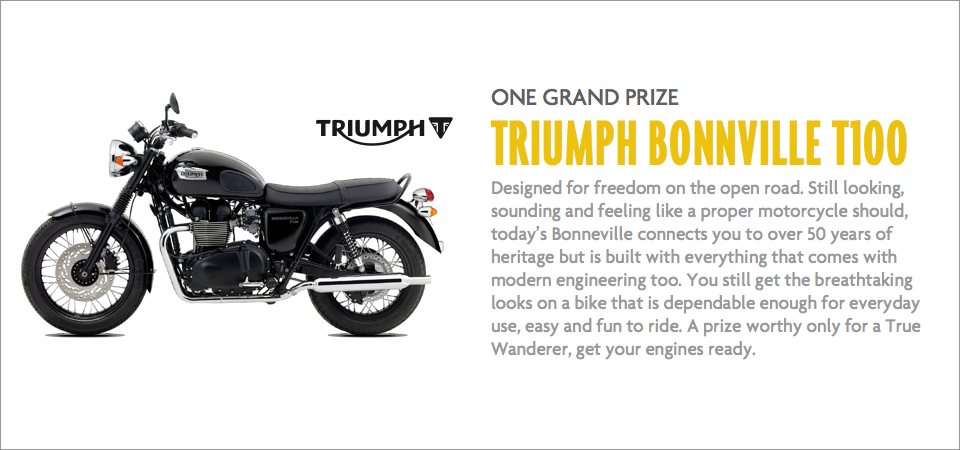 TRIUMPH
ONE GRAND PRIZE
TRIUMPH BONNVILLE T100
Designed for freedom on the open road. Still looking,
sounding and feeling like a proper motorcycle should,
today's Bonneville connects you to over 50 years of
heritage but is built with everything that comes with
modern engineering too. You still get the breathtaking
looks on a bike that is dependable enough for everyday
use, easy and fun to ride. A prize worthy only for a True
Wanderer, get your engines ready.
TRIUMPH
BONNEVILLE
T100